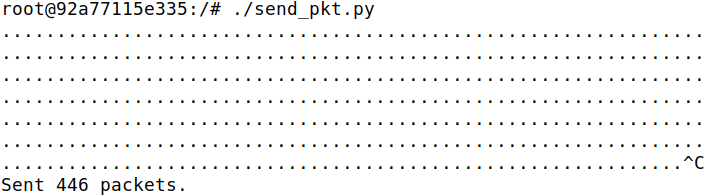 root@92a77115e335:/# ./send_pkt.py
................................................................
................................................................
................................................................
................................................................
................................................................
................................................................
..............................................................^C
Sent 446 packets.